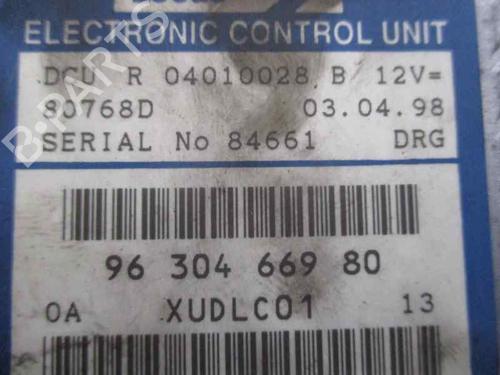 ELECTRONIC CONTROL UNIT
DCU R 04010028 B 12V=
80768D 03.04.98
SERIAL No 84661 DRG
96 304 669 80
0A XUDLC01 13